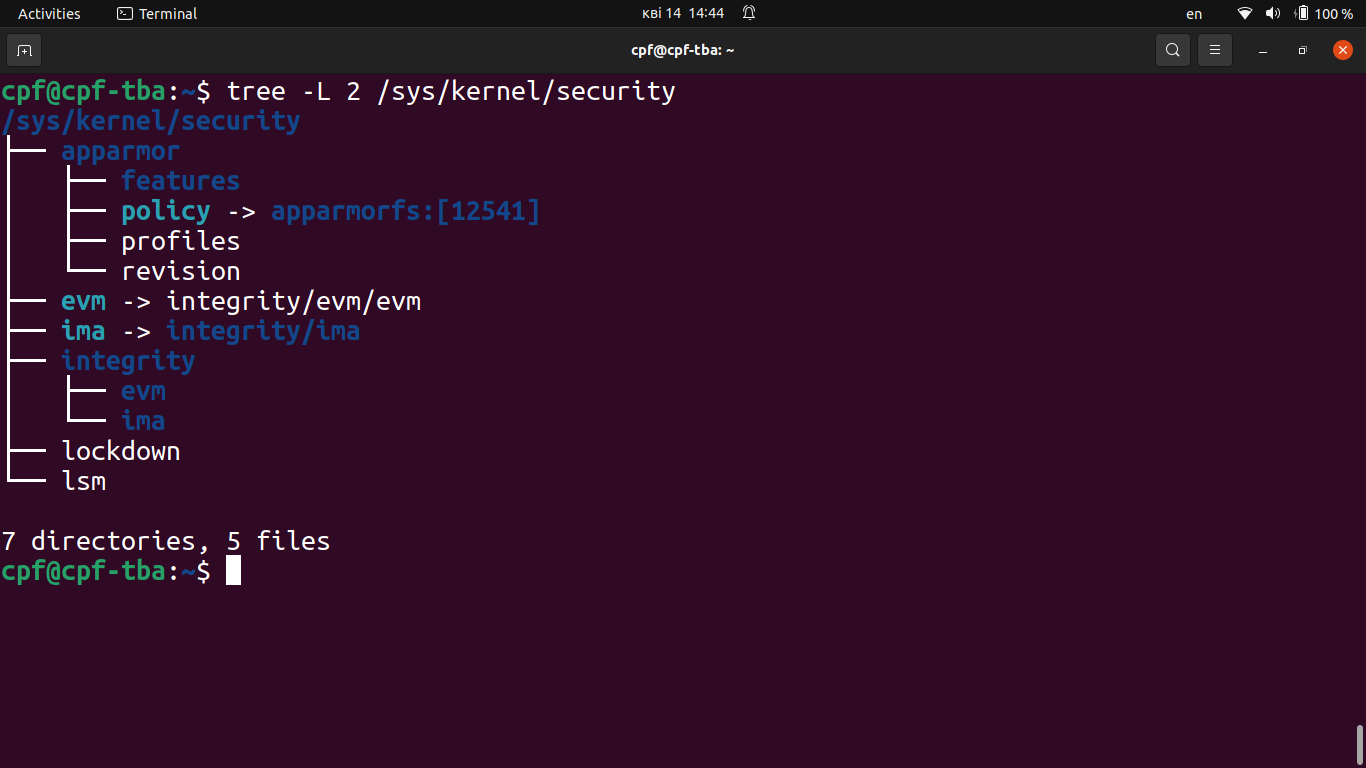 Activities Terminal кві 14 14:44 en 100 %
cpf@cpf-tba: ~
cpf@cpf-tba:~$ tree -L 2 /sys/kernel/security
/sys/kernel/security
├── apparmor
│   ├── features
│   ├── policy -> apparmorfs:[12541]
│   ├── profiles
│   └── revision
├── evm -> integrity/evm/evm
├── ima -> integrity/ima
├── integrity
│   ├── evm
│   └── ima
├── lockdown
└── lsm
7 directories, 5 files
cpf@cpf-tba:~$